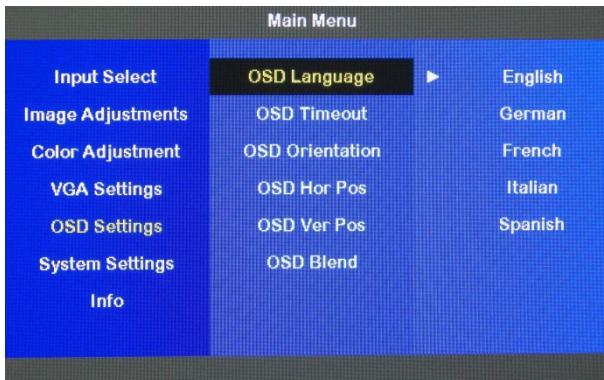 Main Menu
Input Select
Image Adjustments
Color Adjustment
VGA Settings
OSD Settings
System Settings
Info
OSD Language
OSD Timeout
OSD Orientation
OSD Hor Pos
OSD Ver Pos
OSD Blend
English
German
French
Italian
Spanish